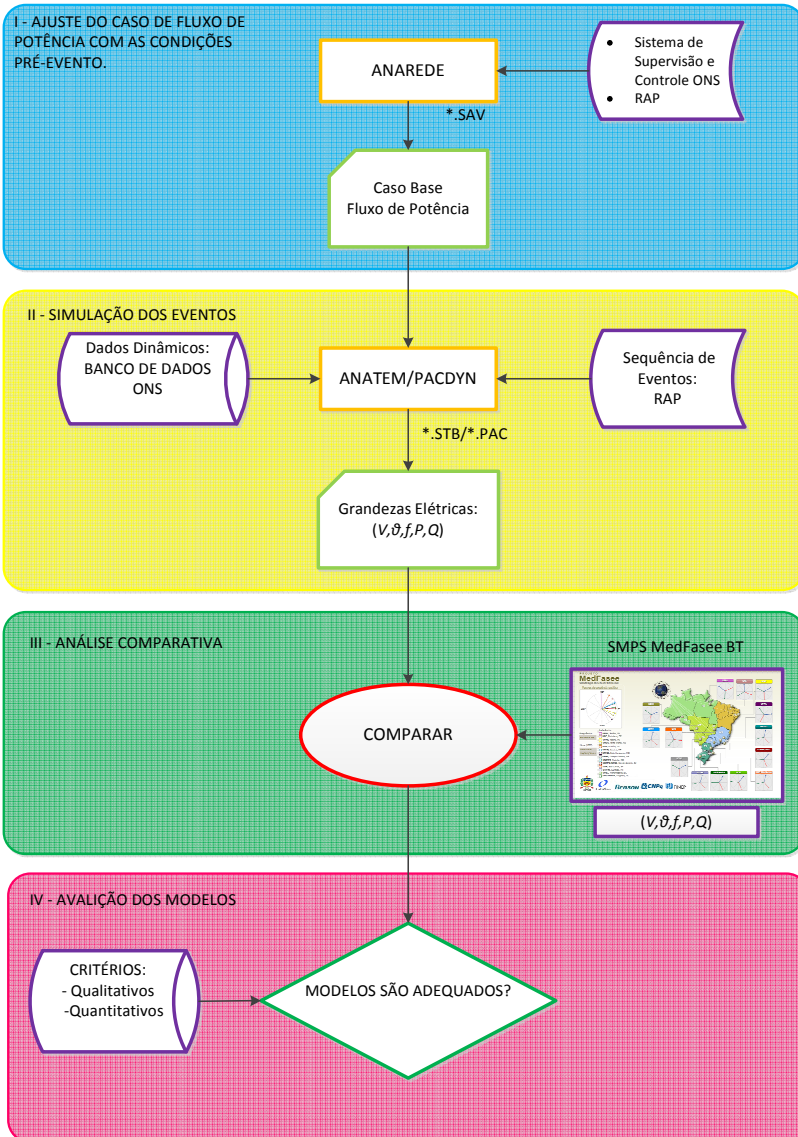 I - AJUSTE DO CASO DE FLUXO DE
POTÊNCIA COM AS CONDIÇÕES
PRÉ-EVENTO.
ANAREDE
• Sistema de
Supervisão e
Controle ONS
• RAP
*.SAV
Caso Base
Fluxo de Potência
II - SIMULAÇÃO DOS EVENTOS
Dados Dinâmicos:
BANCO DE DADOS
ONS
ANATEM/PACDYN
Sequência de
Eventos:
RAP
*.STB/*.PAC
Grandezas Elétricas:
(V,ϑ,f,P,Q)
III - ANÁLISE COMPARATIVA
SMPS MedFasee BT
MedFasee
COMPARAR
CNPq
(V,ϑ,f,P,Q)
IV - AVALIÇÃO DOS MODELOS
CRITÉRIOS:
- Qualitativos
-Quantitativos
MODELOS SÃO ADEQUADOS?